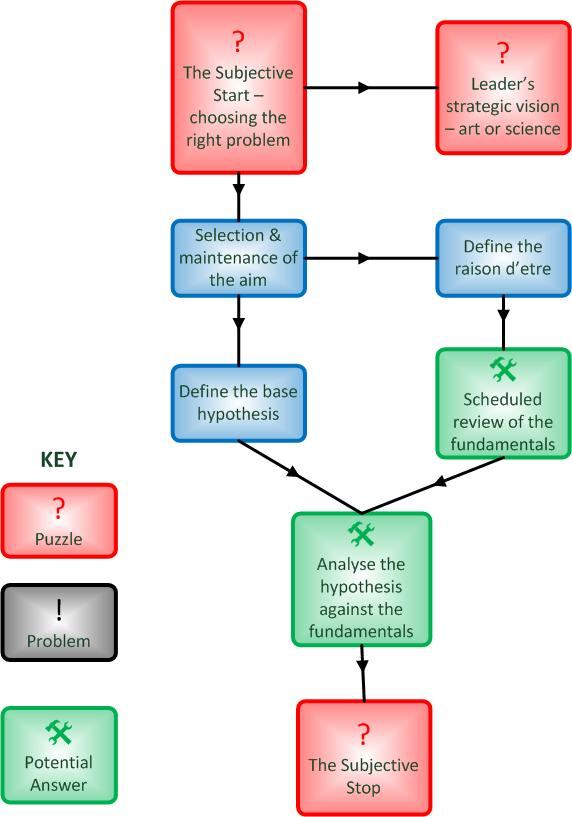 ?
The Subjective
Start –
choosing the
right problem
?
Leader’s
strategic vision
– art or science
Selection &
maintenance of
the aim
Define the
raison d’etre
Define the base
hypothesis
Scheduled
review of the
fundamentals
KEY
?
Puzzle
!
Problem
Potential
Answer
Analyse the
hypothesis
against the
fundamentals
?
The Subjective
Stop